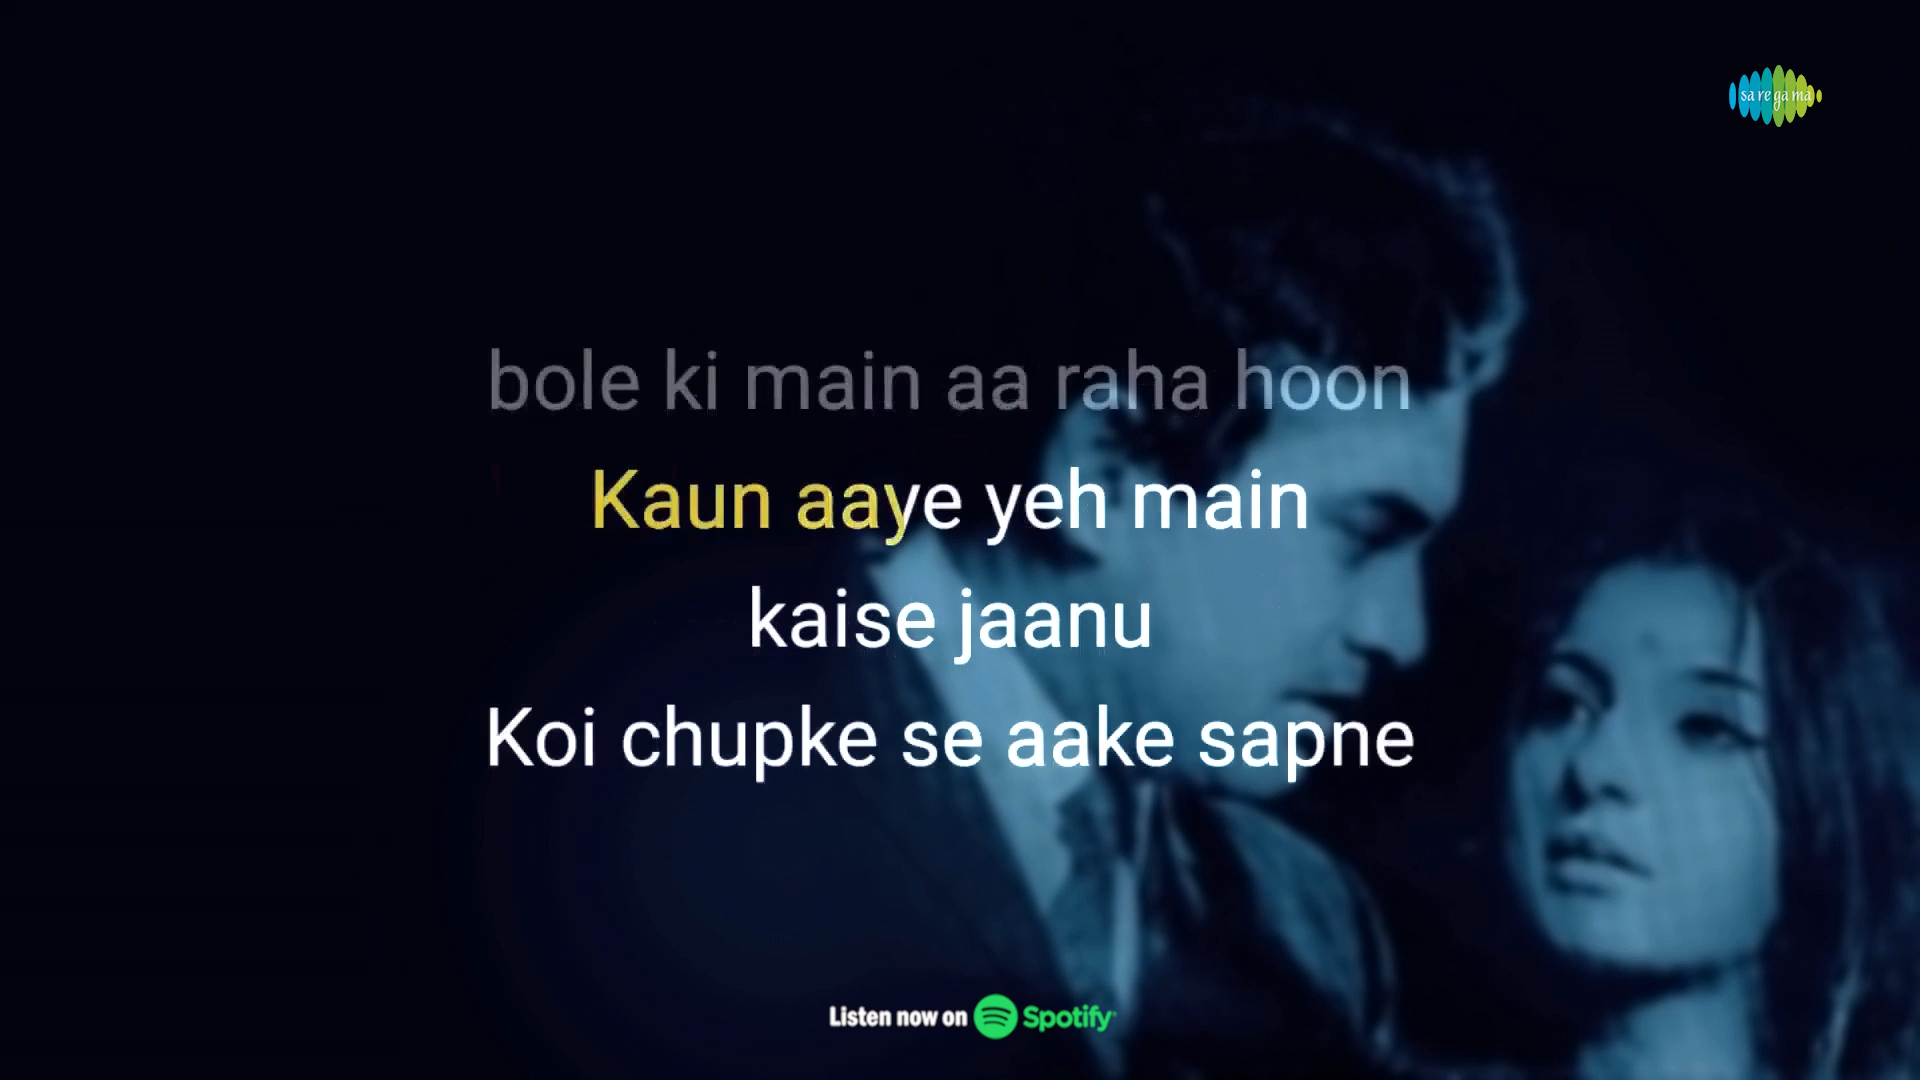 sa re ga ma
bole ki main aa raha hoon
Kaun aaye yeh main
kaise jaanu
Koi chupke se aake sapne
Listen now on Spotify